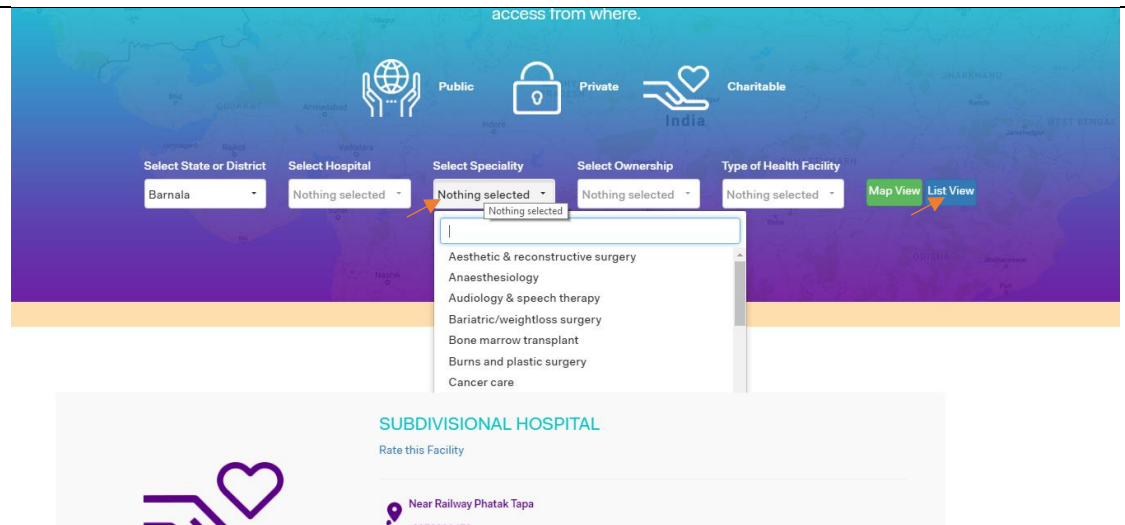 access from where.
Public
Private
Charitable
India
Select State or District
Select Hospital
Select Speciality
Select Ownership
Type of Health Facility
Barnala
Nothing selected
Nothing selected
Nothing selected
Nothing selected
Map View
List View
Nothing selected
Aesthetic & reconstructive surgery
Anaesthesiology
Audiology & speech therapy
Bariatric/weightloss surgery
Bone marrow transplant
Burns and plastic surgery
Cancer care
SUBDIVISIONAL HOSPITAL
Rate this Facility
Near Railway Phatak Tapa